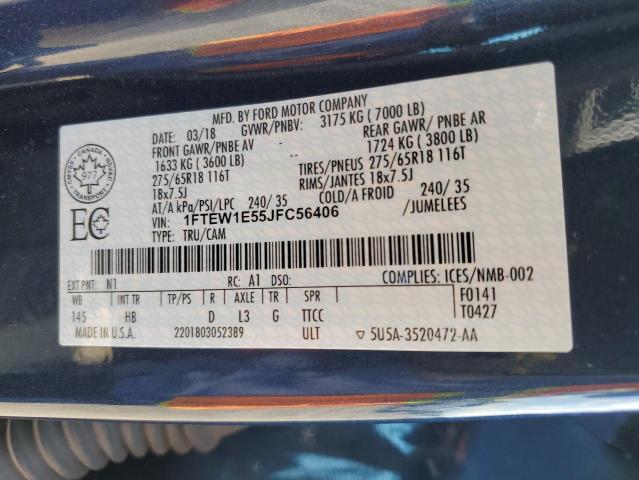 MFD. BY FORD MOTOR COMPANY
DATE: 03/18 GVWR/PNBV: 3175 KG ( 7000 LB)
FRONT GAWR/PNBE AV - REAR GAWR/ PNBE AR
1633 KG ( 3600 LB) - 1724 KG ( 3800 LB)
275/65R18 116T TIRES/PNEUS 275/65R18 116T
18x7.5J RIMS/JANTES 18x7.5J
AT/A kPa/PSI/LPC 240/ 35 COLD/A FROID 240/ 35
VIN: 1FTEW1E55JFC56406 /JUMELEES
TYPE: TRU/CAM
CANADA
977
EC
EXT PNT: N1 RC: A1 DSO: COMPLIES: ICES/NMB-002
WB INT TR TP/PS R AXLE TR SPR F0141
145 HB D L3 G TTCC T0427
MADE IN U.S.A. 2201803052389 ULT ▽ 5U5A-3520472-AA